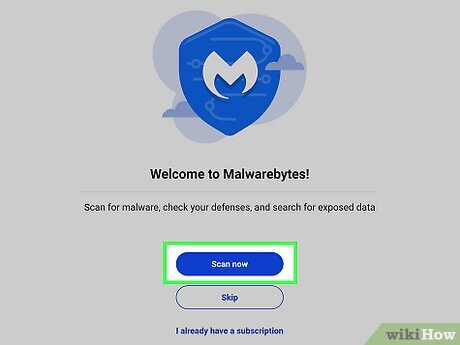 Welcome to Malwarebytes!
Scan for malware, check your defenses, and search for exposed data
Scan now
Skip
I already have a subscription
wikiHow